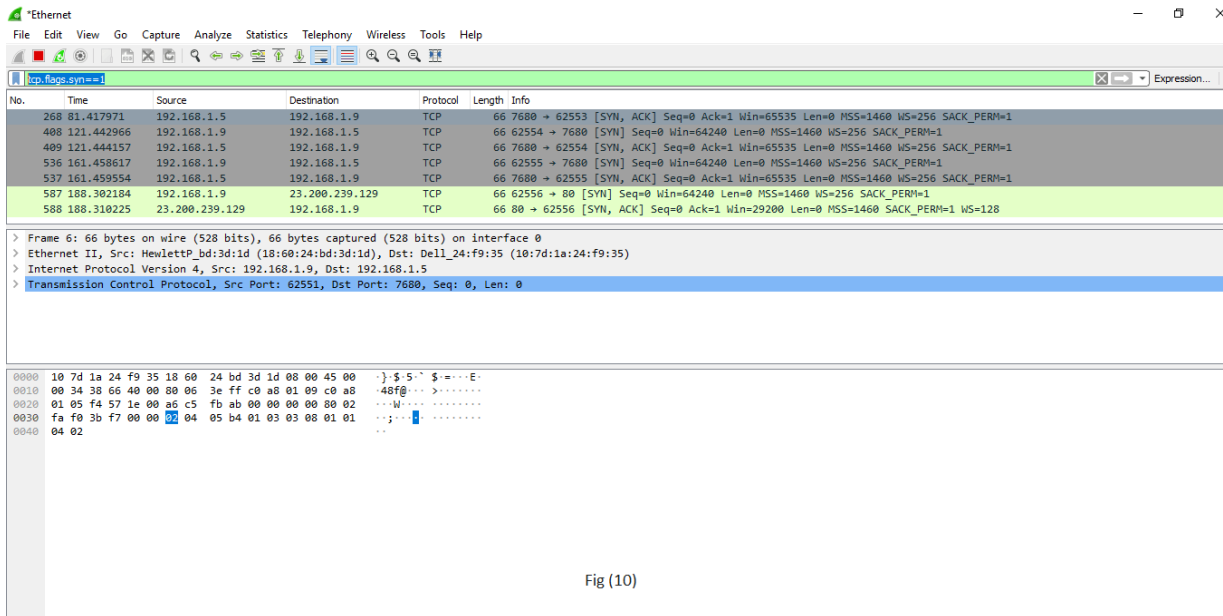 *Ethernet
File Edit View Go Capture Analyze Statistics Telephony Wireless Tools Help
tcp.flags.syn==1 Expression...
No. Time Source Destination Protocol Length Info
268 81.417971 192.168.1.5 192.168.1.9 TCP 66 7680 → 62553 [SYN, ACK] Seq=0 Ack=1 Win=65535 Len=0 MSS=1460 WS=256 SACK_PERM=1
408 121.442966 192.168.1.9 192.168.1.5 TCP 66 62554 → 7680 [SYN] Seq=0 Win=64240 Len=0 MSS=1460 WS=256 SACK_PERM=1
409 121.444157 192.168.1.5 192.168.1.9 TCP 66 7680 → 62554 [SYN, ACK] Seq=0 Ack=1 Win=65535 Len=0 MSS=1460 WS=256 SACK_PERM=1
536 161.458617 192.168.1.9 192.168.1.5 TCP 66 62555 → 7680 [SYN] Seq=0 Win=64240 Len=0 MSS=1460 WS=256 SACK_PERM=1
537 161.459554 192.168.1.5 192.168.1.9 TCP 66 7680 → 62555 [SYN, ACK] Seq=0 Ack=1 Win=65535 Len=0 MSS=1460 WS=256 SACK_PERM=1
587 188.302184 192.168.1.9 23.200.239.129 TCP 66 62556 → 80 [SYN] Seq=0 Win=64240 Len=0 MSS=1460 WS=256 SACK_PERM=1
588 188.310225 23.200.239.129 192.168.1.9 TCP 66 80 → 62556 [SYN, ACK] Seq=0 Ack=1 Win=29200 Len=0 MSS=1460 SACK_PERM=1 WS=128
> Frame 6: 66 bytes on wire (528 bits), 66 bytes captured (528 bits) on interface 0
> Ethernet II, Src: HewlettP_bd:3d:1d (18:60:24:bd:3d:1d), Dst: Dell_24:f9:35 (10:7d:1a:24:f9:35)
> Internet Protocol Version 4, Src: 192.168.1.9, Dst: 192.168.1.5
> Transmission Control Protocol, Src Port: 62551, Dst Port: 7680, Seq: 0, Len: 0
0000 10 7d 1a 24 f9 35 18 60 24 bd 3d 1d 08 00 45 00 ·}·$·5·` $·=···E·
0010 00 34 38 66 40 00 80 06 3e ff c0 a8 01 09 c0 a8 ·48f@··· >·······
0020 01 05 f4 57 1e 00 a6 c5 fb ab 00 00 00 00 80 02 ···W···· ········
0030 fa f0 3b f7 00 00 02 04 05 b4 01 03 03 08 01 01 ··;····· ········
0040 04 02 ··
Fig (10)